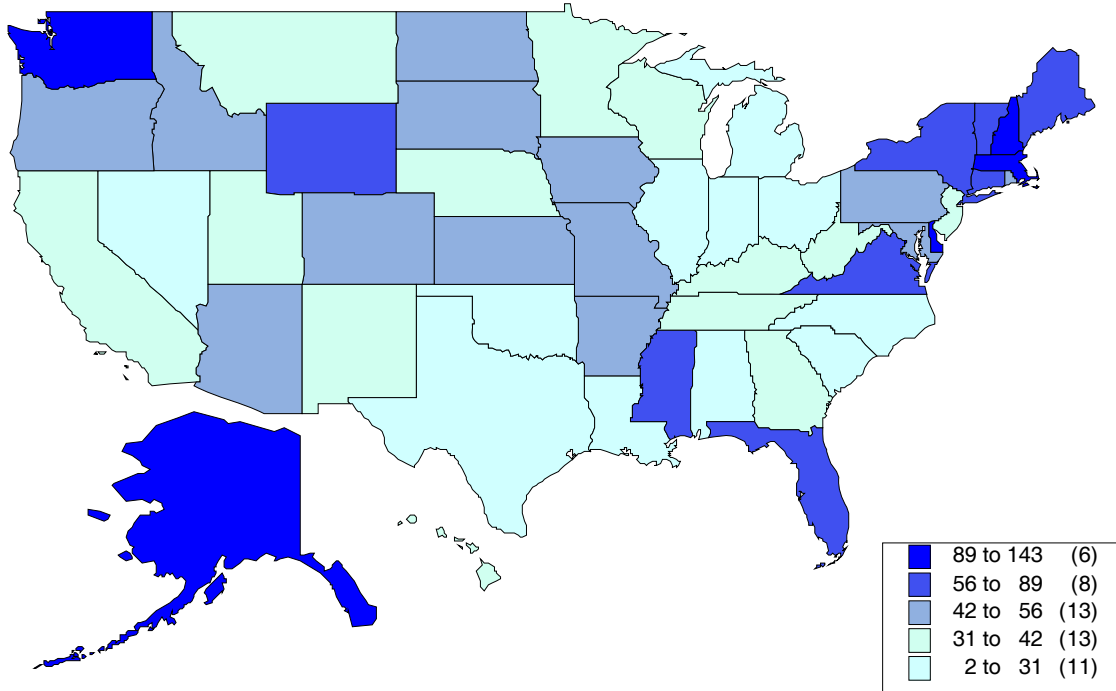 89 to 143 (6)
56 to 89 (8)
42 to 56 (13)
31 to 42 (13)
2 to 31 (11)